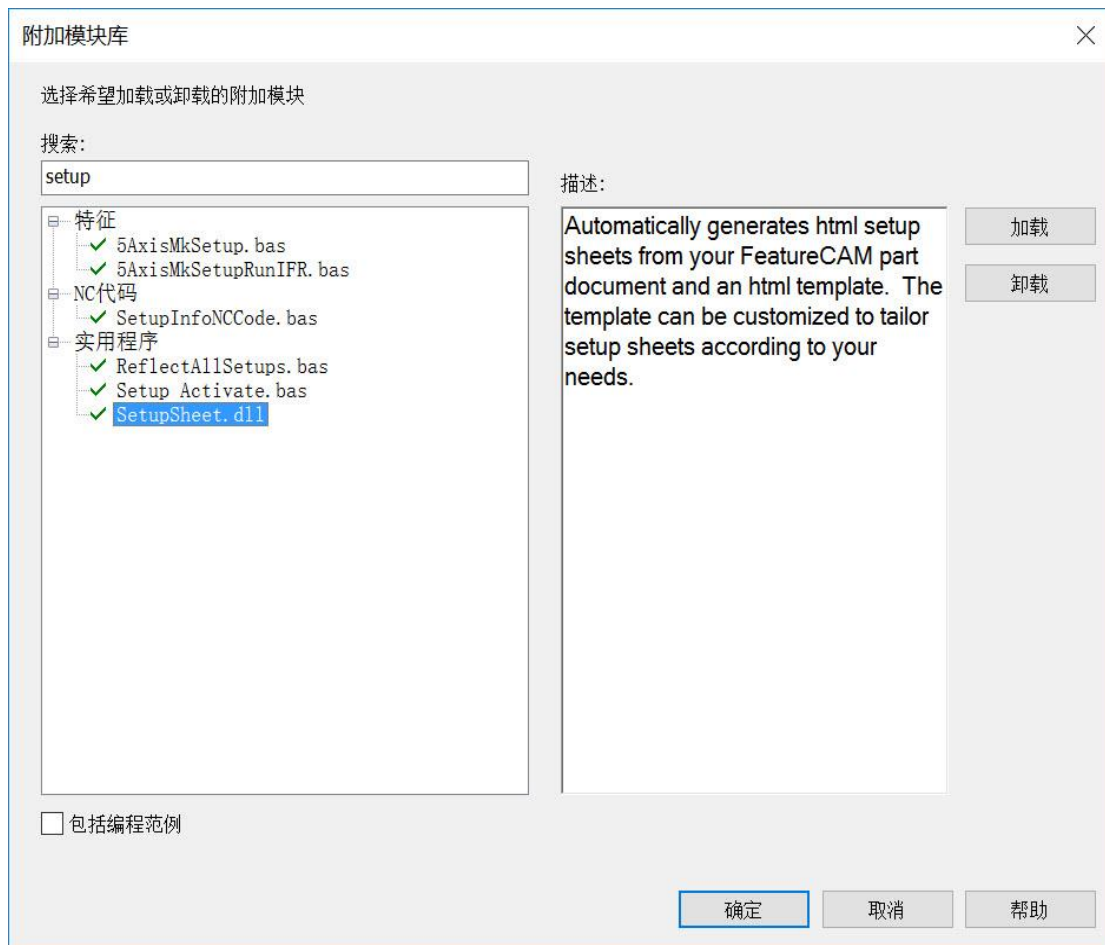 附加模块库
选择希望加载或卸载的附加模块
搜索:
setup
特征
5AxisMkSetup.bas
5AxisMkSetupRunIFR.bas
NC代码
SetupInfoNCCode.bas
实用程序
ReflectAllSetups.bas
Setup Activate.bas
SetupSheet.dll
描述:
Automatically generates html setup
sheets from your FeatureCAM part
document and an html template.  The
template can be customized to tailor
setup sheets according to your
needs.
加载
卸载
包括编程范例
确定
取消
帮助